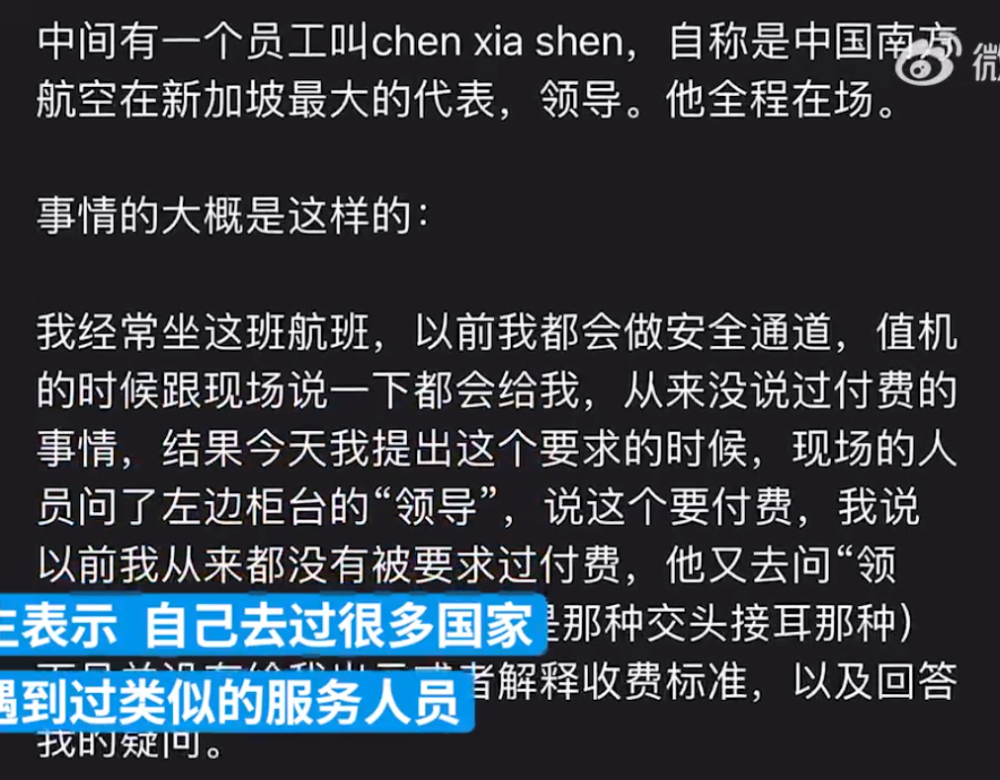 中间有一个员工叫chen xia shen，自称是中国南方
航空在新加坡最大的代表，领导。他全程在场。
微
事情的大概是这样的：
我经常坐这班航班，以前我都会做安全通道，值机
的时候跟现场说一下都会给我，从来没说过付费的
事情，结果今天我提出这个要求的时候，现场的人
员问了左边柜台的“领导”，说这个要付费，我说
以前我从来都没有被要求过付费，他又去问“领
是那种交头接耳那种）
表示 自己去过很多国家
解释收费标准，以及回答
遇到过类似的服务人员
我的疑问。